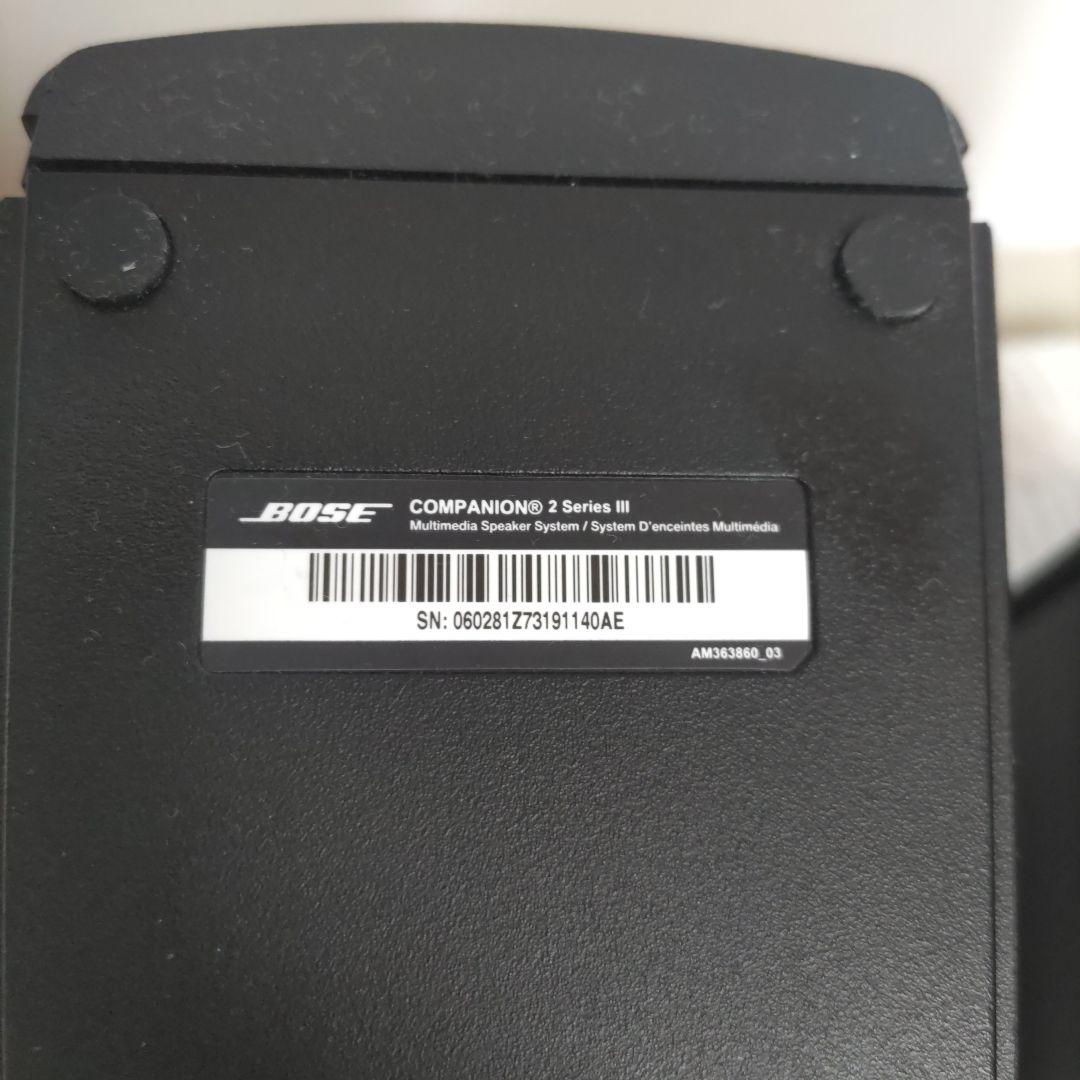 BOSE COMPANION® 2 Series III
Multimedia Speaker System / System D'enceintes Multimédia
SN: 060281Z73191140AE
AM363860_03